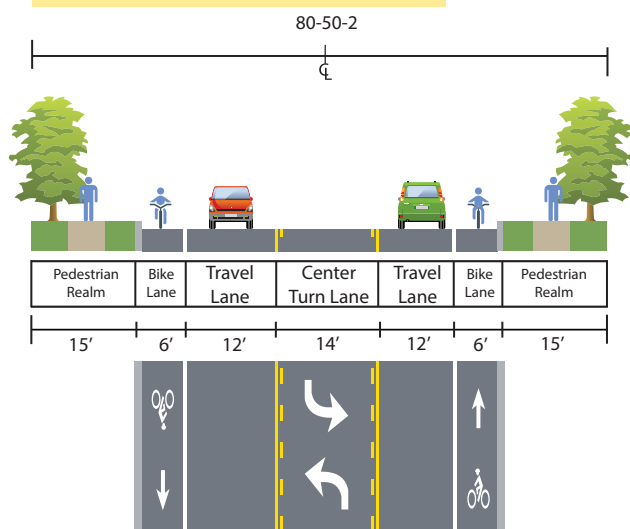 80-50-2
℄
Pedestrian Realm
Bike Lane
Travel Lane
Center Turn Lane
Travel Lane
Bike Lane
Pedestrian Realm
15’ 6’ 12’ 14’ 12’ 6’ 15’